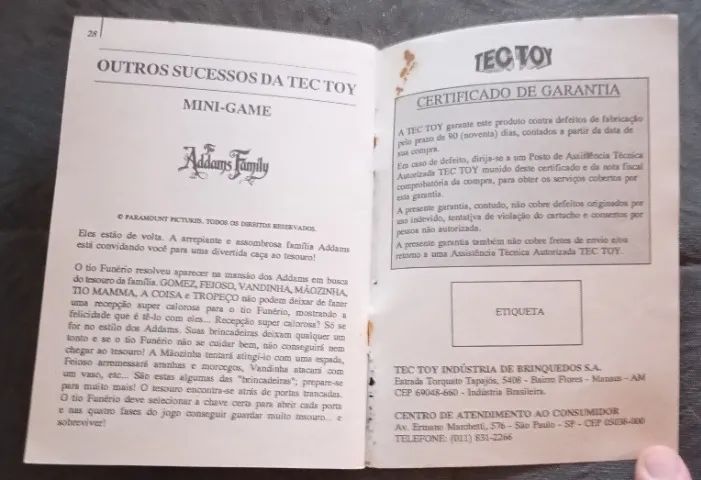 28
OUTROS SUCESSOS DA TEC TOY
MINI-GAME
The
Addams Family
© PARAMOUNT PICTURES. TODOS OS DIREITOS RESERVADOS.
Eles estão de volta. A arrepiante e assombrosa família Addams
está convidando você para uma divertida caça ao tesouro!
O tio Funério resolveu aparecer na mansão dos Addams em busca
do tesouro da família. GOMEZ, FEIOSO, VANDINHA, MÃOZINHA,
TIO MAMMA, A COISA e TROPEÇO não podem deixar de fazer
uma recepção super calorosa para o tio Funério, mostrando a
felicidade que é tê-lo com eles... Recepção super calorosa? Só se
for no estilo dos Addams. Suas brincadeiras deixam qualquer um
tonto e se o tio Funério não se cuidar bem, não conseguirá nem
chegar ao tesouro! A Mãozinha tentará atingi-lo com uma espada,
Feioso arremessará aranhas e morcegos, Vandinha atacará com
um vaso, etc... São estas algumas das "brincadeiras"; prepare-se
para muito mais! O tesouro encontra-se atrás de portas trancadas.
O tio Funério deve selecionar a chave certa para abrir cada porta
e nas quatro fases do jogo conseguir guardar muito tesouro... e
sobreviver!
TEC TOY
CERTIFICADO DE GARANTIA
A TEC TOY garante este produto contra defeitos de fabricação
pelo prazo de 90 (noventa) dias, contados a partir da data de
sua compra.
Em caso de defeito, dirija-se a um Posto de Assistência Técnica
Autorizada TEC TOY munido deste certificado e da nota fiscal
comprobatória da compra, para obter os serviços cobertos por
esta garantia.
A presente garantia, contudo, não cobre defeitos originados por
uso indevido, tentativa de violação do cartucho e consertos por
pessoa não autorizada.
A presente garantia também não cobre fretes de envio e/ou
retorno a uma Assistência Técnica Autorizada TEC TOY.
ETIQUETA
TEC TOY INDÚSTRIA DE BRINQUEDOS S.A.
Estrada Torquato Tapajós, 5408 - Bairro Flores - Manaus - AM
CEP 69048-660 - Indústria Brasileira.
CENTRO DE ATENDIMENTO AO CONSUMIDOR
Av. Ermano Marchetti, 576 - São Paulo - SP - CEP 05038-000
TELEFONE: (011) 831-2266